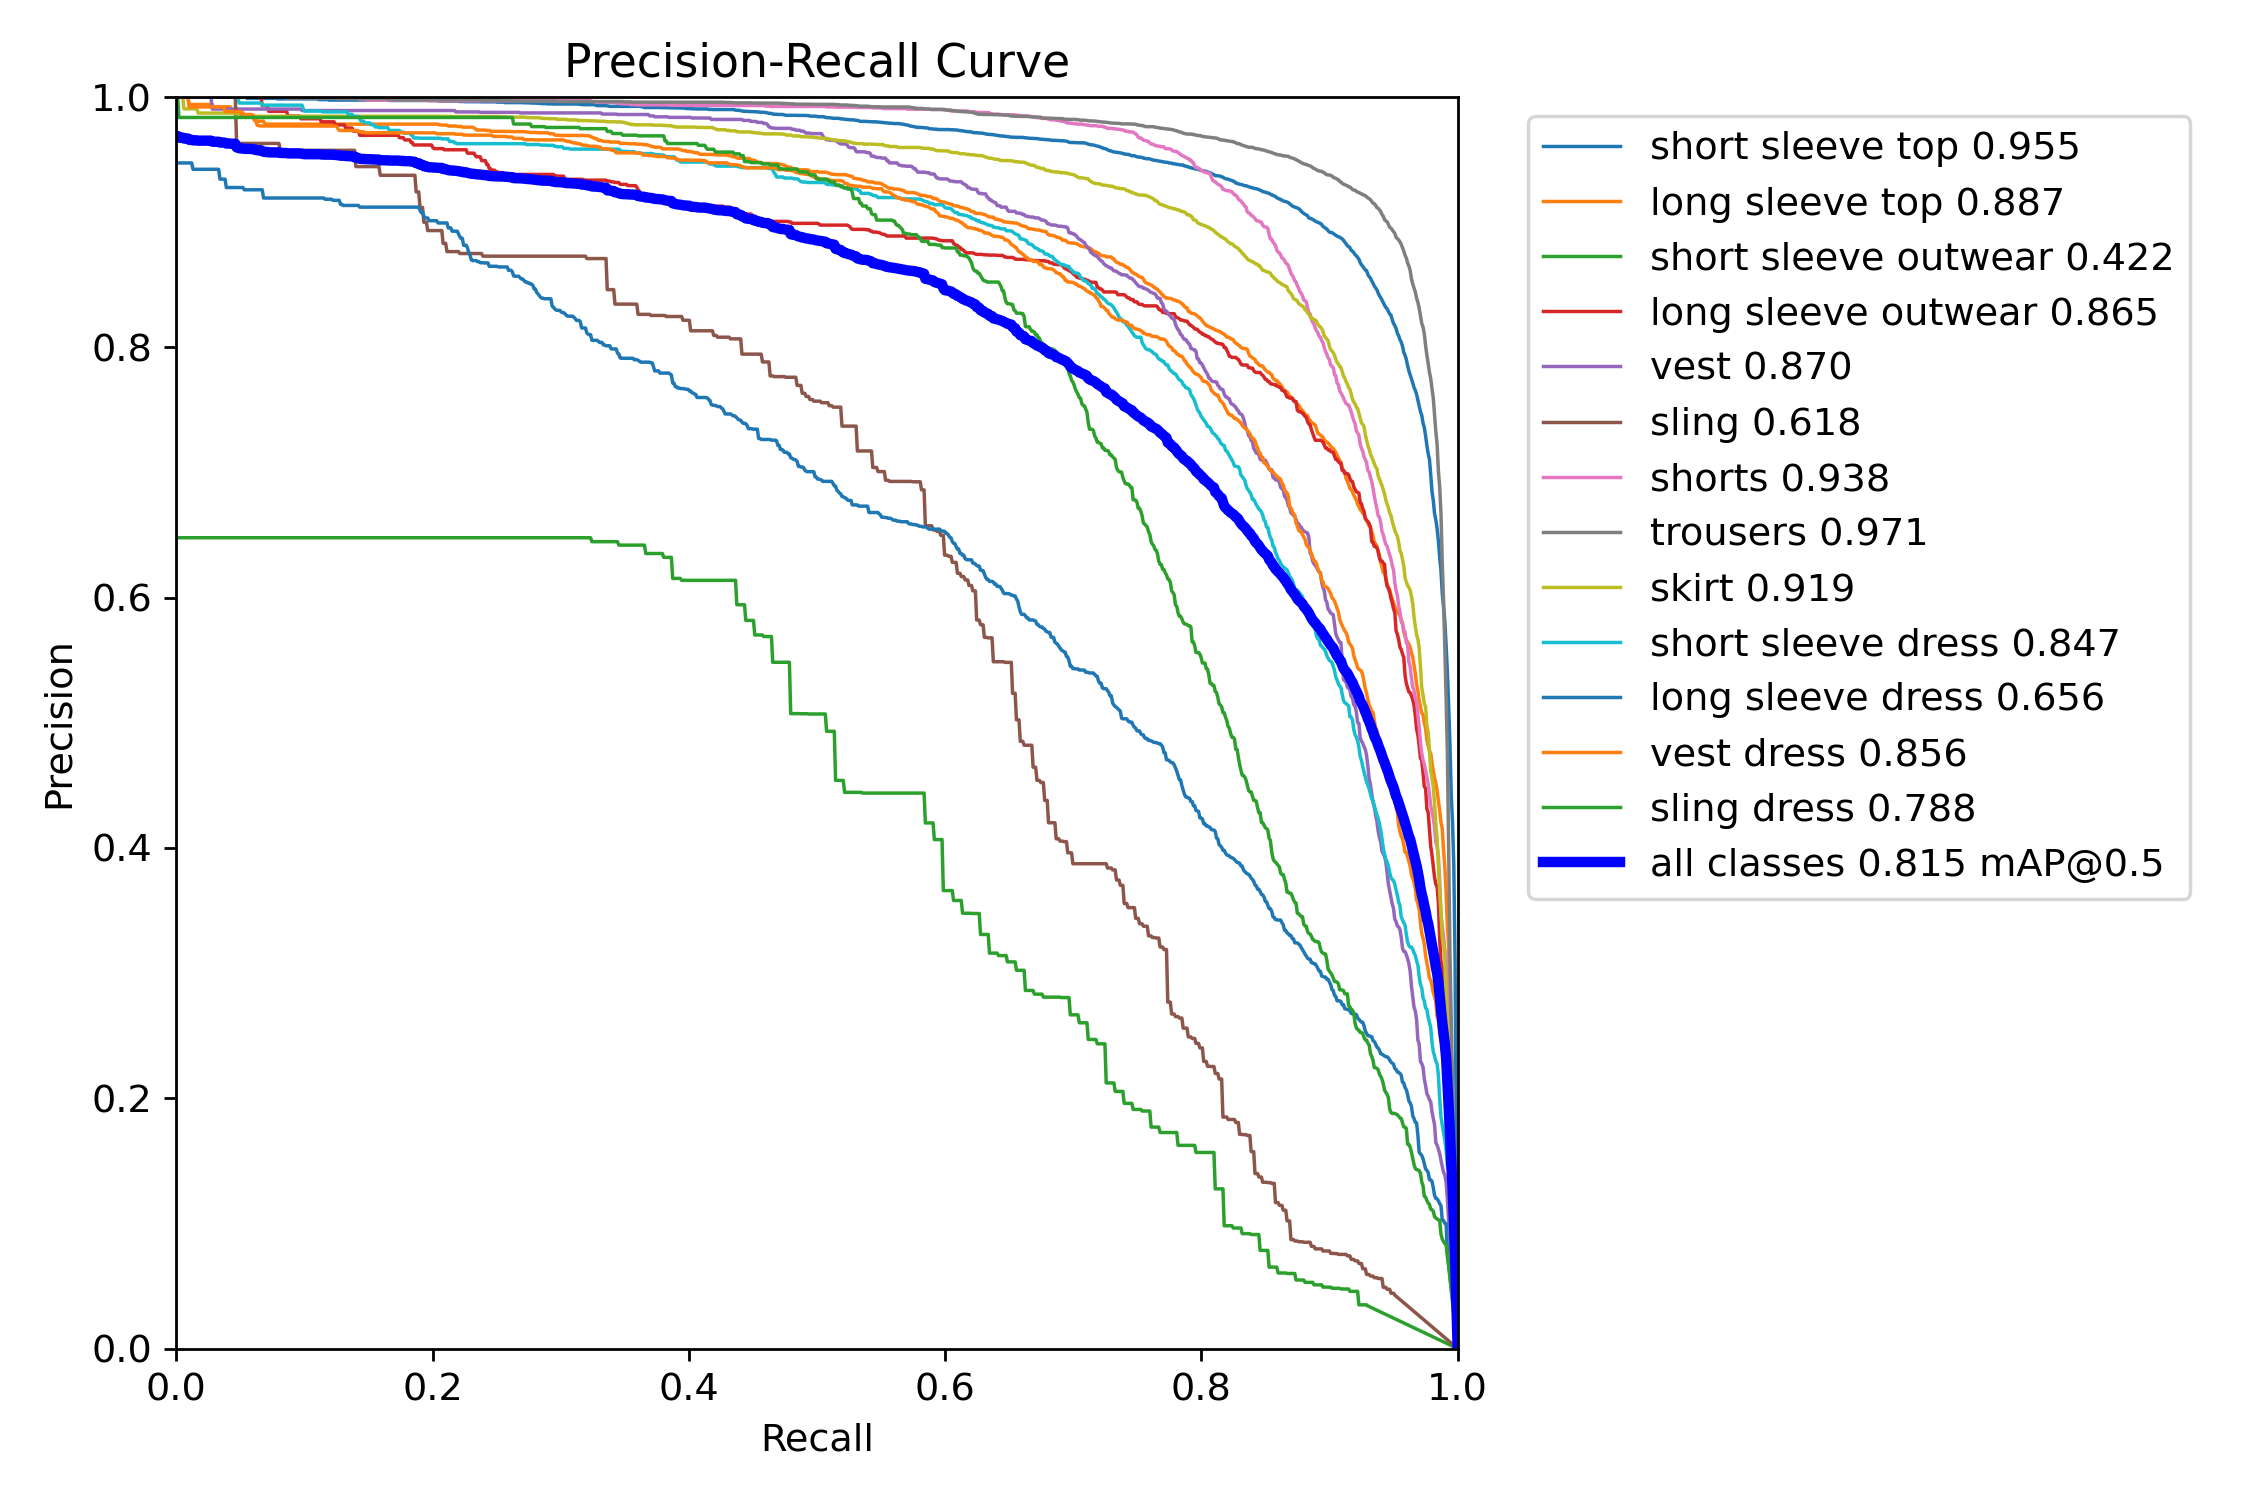 Precision-Recall Curve
1.0
0.8
0.6
0.4
0.2
0.0
Precision
0.0 0.2 0.4 0.6 0.8 1.0
Recall
short sleeve top 0.955
long sleeve top 0.887
short sleeve outwear 0.422
long sleeve outwear 0.865
vest 0.870
sling 0.618
shorts 0.938
trousers 0.971
skirt 0.919
short sleeve dress 0.847
long sleeve dress 0.656
vest dress 0.856
sling dress 0.788
all classes 0.815 mAP@0.5